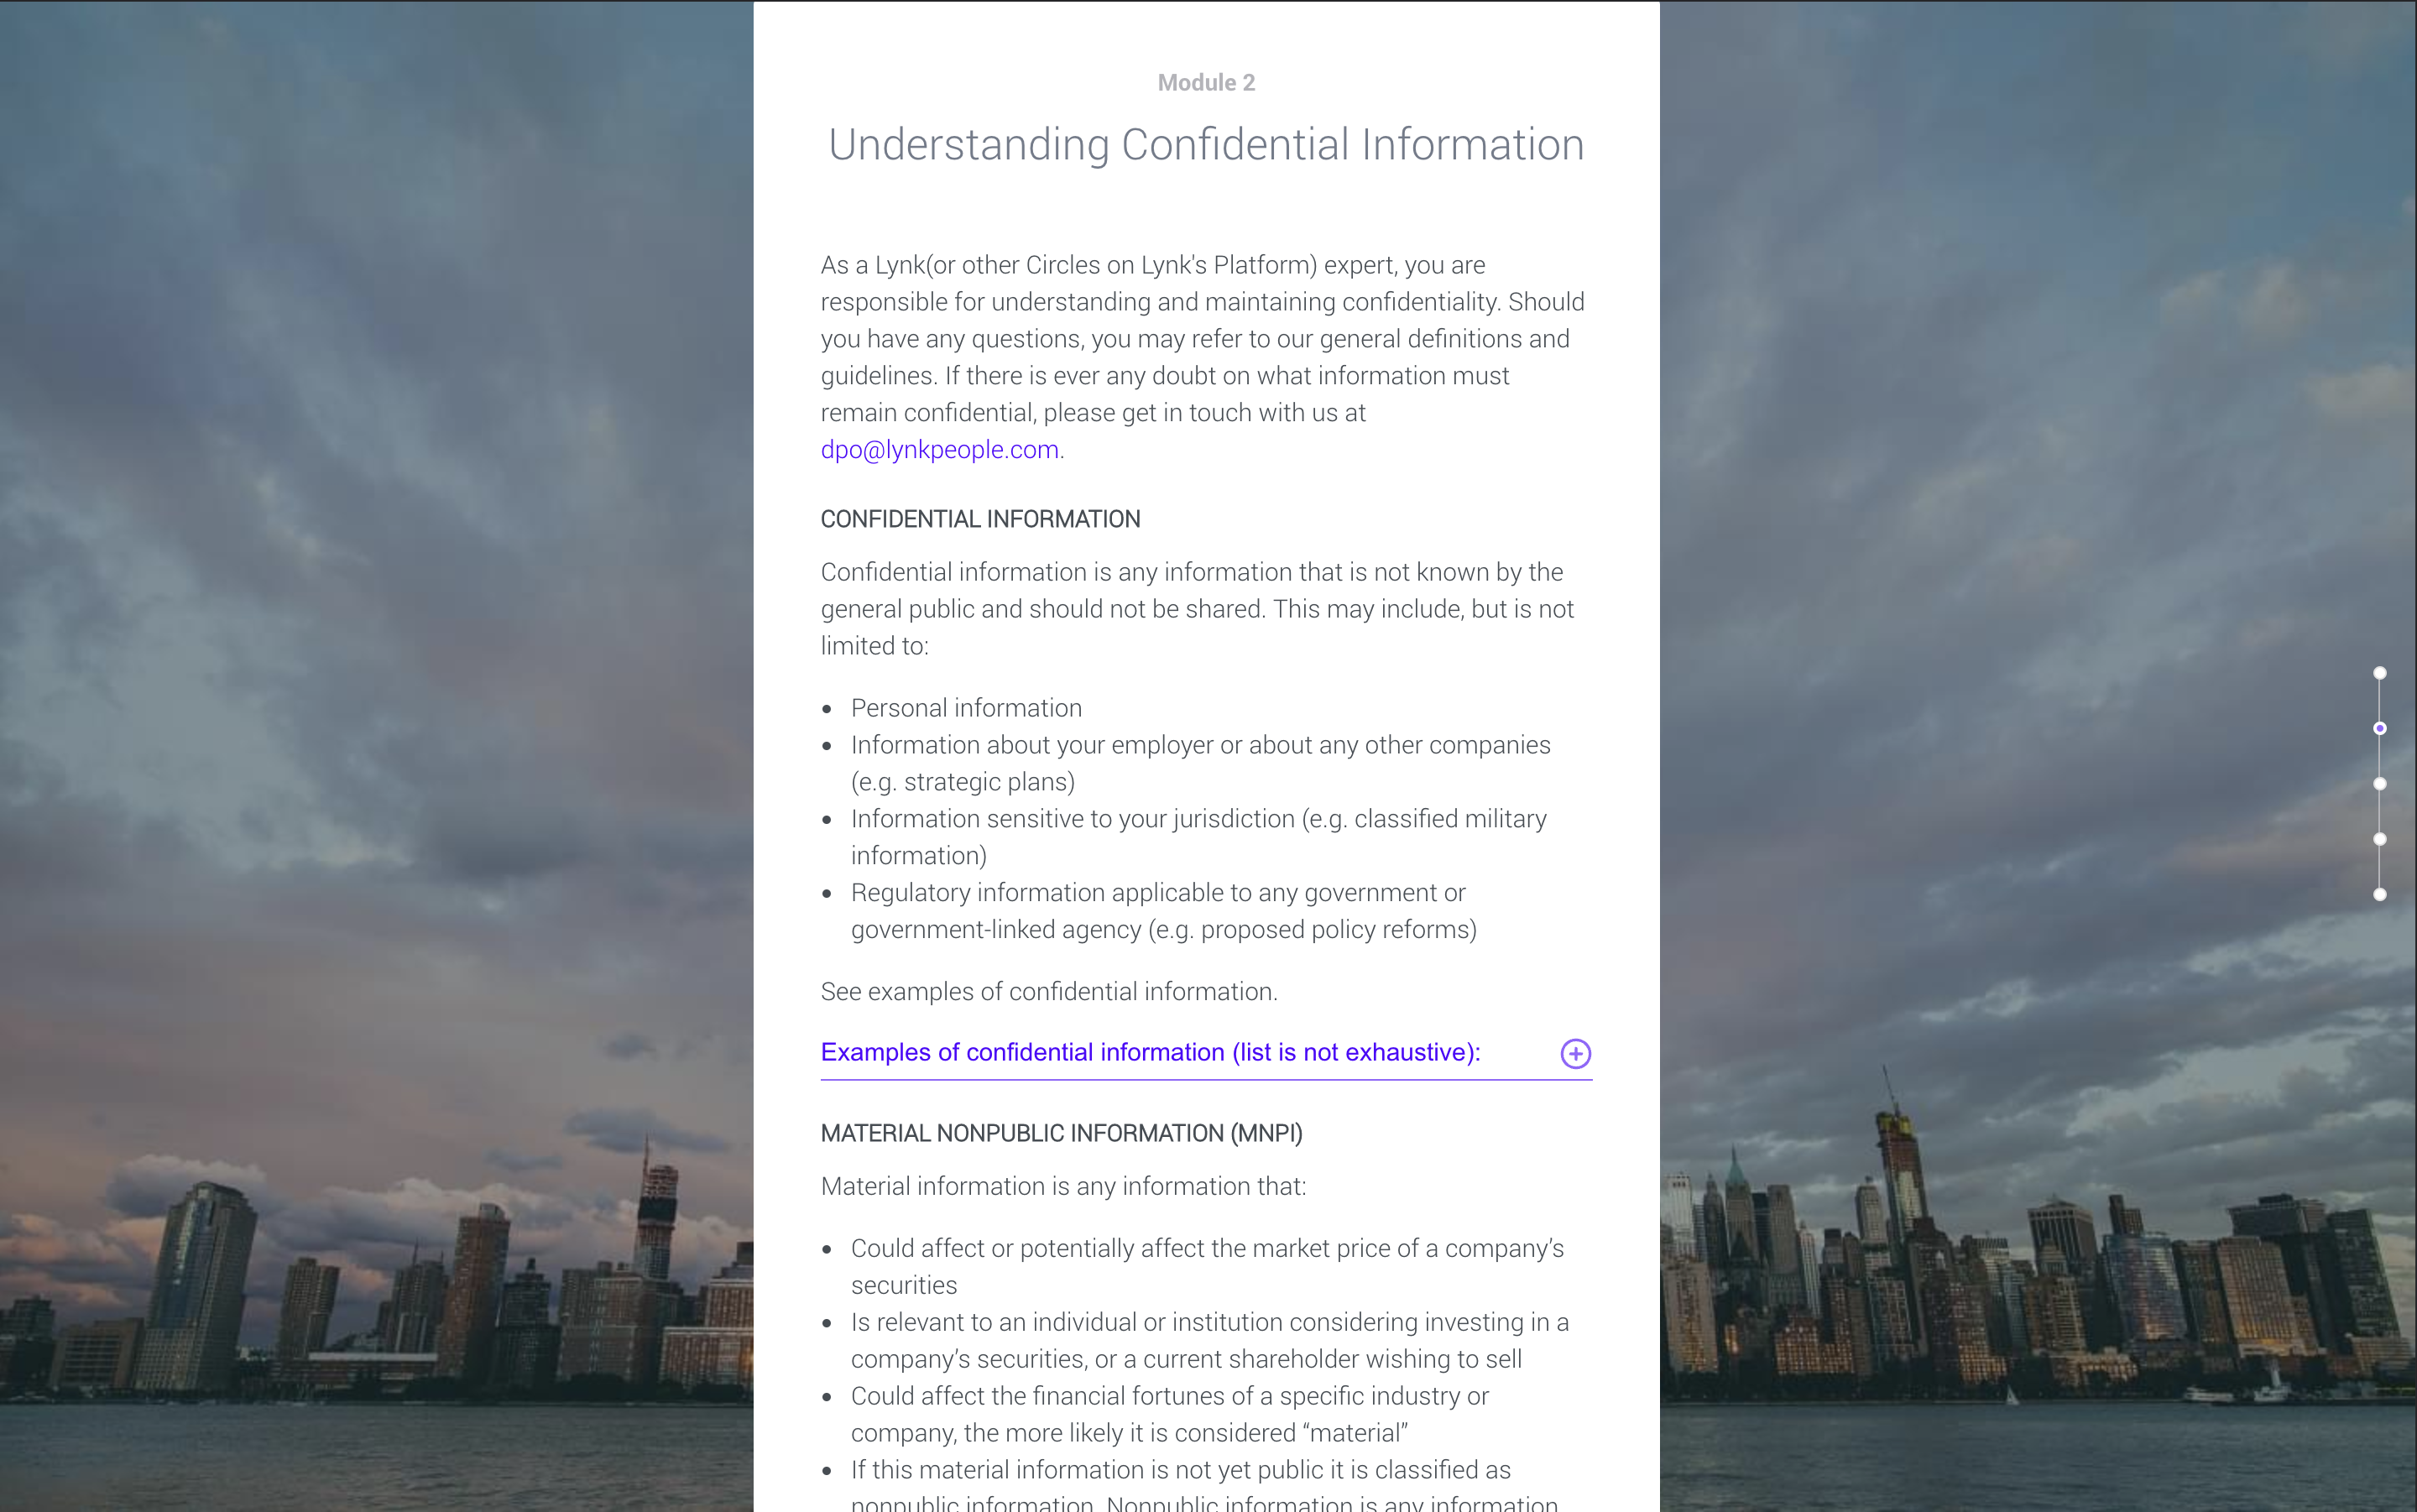 Module 2
Understanding Confidential Information
As a Lynk(or other Circles on Lynk's Platform) expert, you are
responsible for understanding and maintaining confidentiality. Should
you have any questions, you may refer to our general definitions and
guidelines. If there is ever any doubt on what information must
remain confidential, please get in touch with us at
dpo@lynkpeople.com.
CONFIDENTIAL INFORMATION
Confidential information is any information that is not known by the
general public and should not be shared. This may include, but is not
limited to:
• Personal information
• Information about your employer or about any other companies
(e.g. strategic plans)
• Information sensitive to your jurisdiction (e.g. classified military
information)
• Regulatory information applicable to any government or
government-linked agency (e.g. proposed policy reforms)
See examples of confidential information.
Examples of confidential information (list is not exhaustive):
MATERIAL NONPUBLIC INFORMATION (MNPI)
Material information is any information that:
• Could affect or potentially affect the market price of a company’s
securities
• Is relevant to an individual or institution considering investing in a
company’s securities, or a current shareholder wishing to sell
• Could affect the financial fortunes of a specific industry or
company, the more likely it is considered “material”
• If this material information is not yet public it is classified as
nonpublic information. Nonpublic information is any information